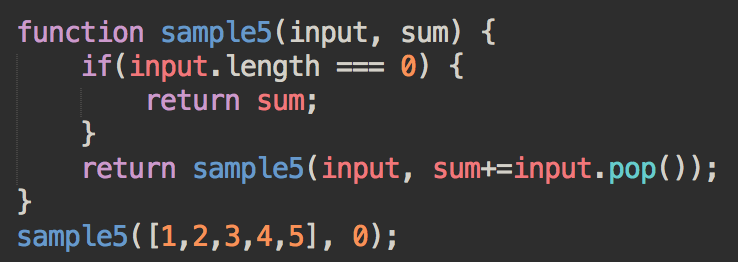 function sample5(input, sum) {
    if(input.length === 0) {
        return sum;
    }
    return sample5(input, sum+=input.pop());
}
sample5([1,2,3,4,5], 0);